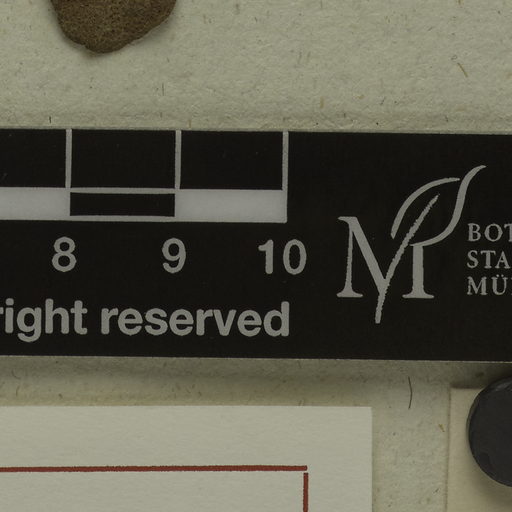 8 9 10
right reserved
M
BOT
STA
MÜ